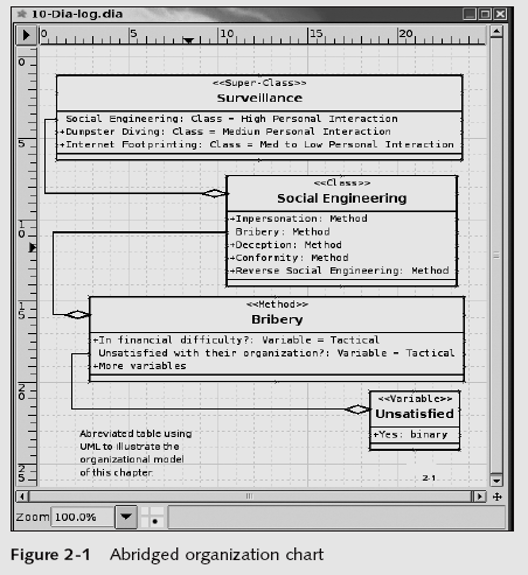 10-Dia-log.dia
0 5 10 15 20
0
5
10
15
20
25
<<Super-Class>>
Surveillance
Social Engineering: Class = High Personal Interaction
+Dumpster Diving: Class = Medium Personal Interaction
+Internet Footprinting: Class = Med to Low Personal Interaction
<<Class>>
Social Engineering
+Impersonation: Method
Bribery: Method
+Deception: Method
+Conformity: Method
+Reverse Social Engineering: Method
<<Method>>
Bribery
+In financial difficulty?: Variable = Tactical
Unsatisfied with their organization?: Variable = Tactical
+More variables
<<Variable>>
Unsatisfied
+Yes: binary
Abreviated table using
UML to illustrate the
organizational model
of this chapter
2-1
Zoom 100.0%
Figure 2-1 Abridged organization chart